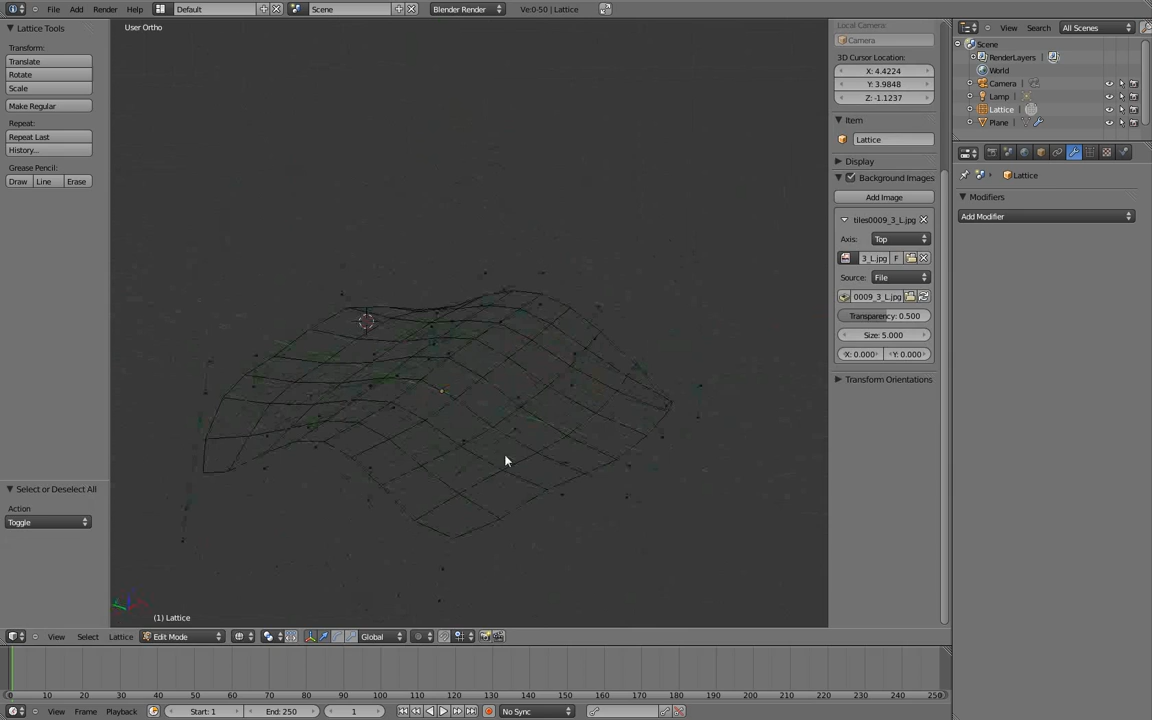 File Add Render Help Default Scene Blender Render Ve:0-50 | Lattice
Lattice Tools
Transform:
Translate
Rotate
Scale
Make Regular
Repeat:
Repeat Last
History...
Grease Pencil:
Draw Line Erase
Select or Deselect All
Action
Toggle
User Ortho
(1) Lattice
Local Camera:
Camera
3D Cursor Location:
X: 4.4224
Y: 3.9848
Z: -1.1237
Item
Lattice
Display
Background Images
Add Image
tiles0009_3_L.jpg
Axis: Top
3_L.jpg F
Source: File
0009_3_L.jpg
Transparency: 0.500
Size: 5.000
X: 0.000 Y: 0.000
Transform Orientations
View Search All Scenes
Scene
RenderLayers |
World
Camera |
Lamp |
Lattice |
Plane |
Lattice
Modifiers
Add Modifier
View Select Lattice Edit Mode Global
0 10 20 30 40 50 60 70 80 90 100 110 120 130 140 150 160 170 180 190 200 210 220 230 240 250
View Frame Playback Start: 1 End: 250 1 No Sync